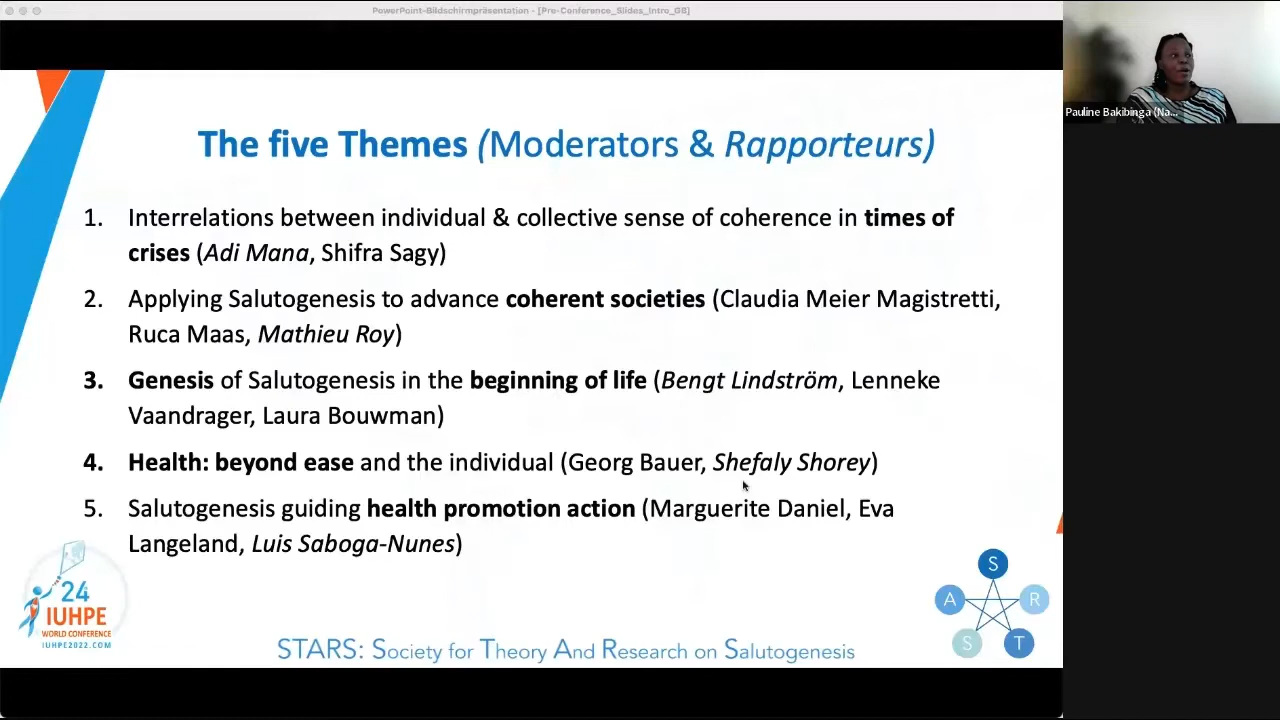 PowerPoint-Bildschirmpräsentation - [Pre-Conference_Slides_Intro_GB]
Pauline Bakibinga (Na...
The five Themes (Moderators & Rapporteurs)
1. Interrelations between individual & collective sense of coherence in times of
crises (Adi Mana, Shifra Sagy)
2. Applying Salutogenesis to advance coherent societies (Claudia Meier Magistretti,
Ruca Maas, Mathieu Roy)
3. Genesis of Salutogenesis in the beginning of life (Bengt Lindström, Lenneke
Vaandrager, Laura Bouwman)
4. Health: beyond ease and the individual (Georg Bauer, Shefaly Shorey)
5. Salutogenesis guiding health promotion action (Marguerite Daniel, Eva
Langeland, Luis Saboga-Nunes)
24
IUHPE
WORLD CONFERENCE
IUHPE2022.COM
STARS: Society for Theory And Research on Salutogenesis
S
A R
S T